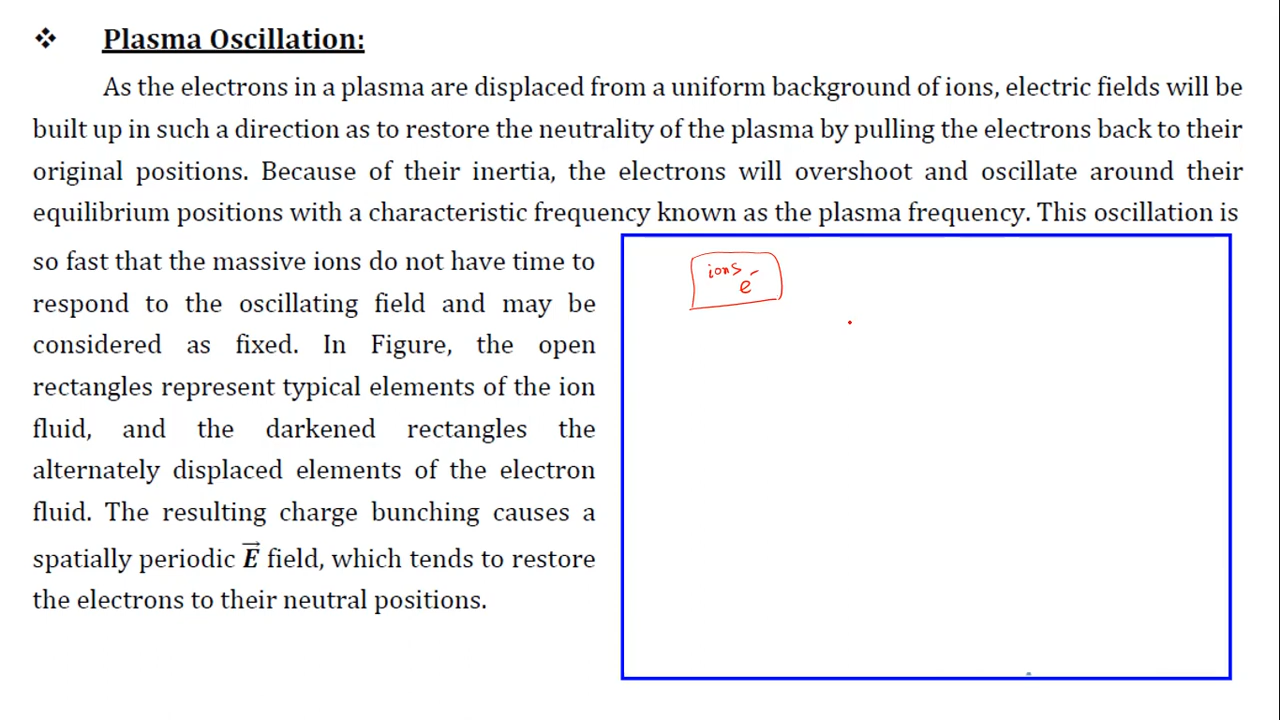 ❖ Plasma Oscillation:
As the electrons in a plasma are displaced from a uniform background of ions, electric fields will be
built up in such a direction as to restore the neutrality of the plasma by pulling the electrons back to their
original positions. Because of their inertia, the electrons will overshoot and oscillate around their
equilibrium positions with a characteristic frequency known as the plasma frequency. This oscillation is
so fast that the massive ions do not have time to
respond to the oscillating field and may be
considered as fixed. In Figure, the open
rectangles represent typical elements of the ion
fluid, and the darkened rectangles the
alternately displaced elements of the electron
fluid. The resulting charge bunching causes a
spatially periodic E⃗ field, which tends to restore
the electrons to their neutral positions.
ions
e⁻